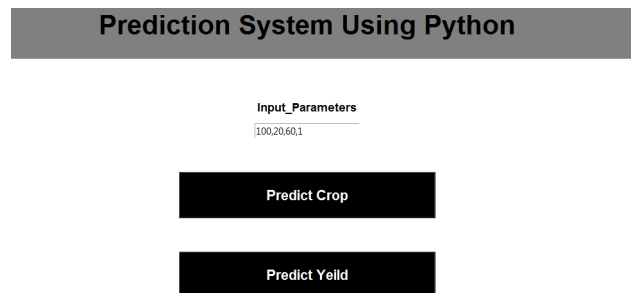 Prediction System Using Python
Input_Parameters
100,20,60,1
Predict Crop
Predict Yeild